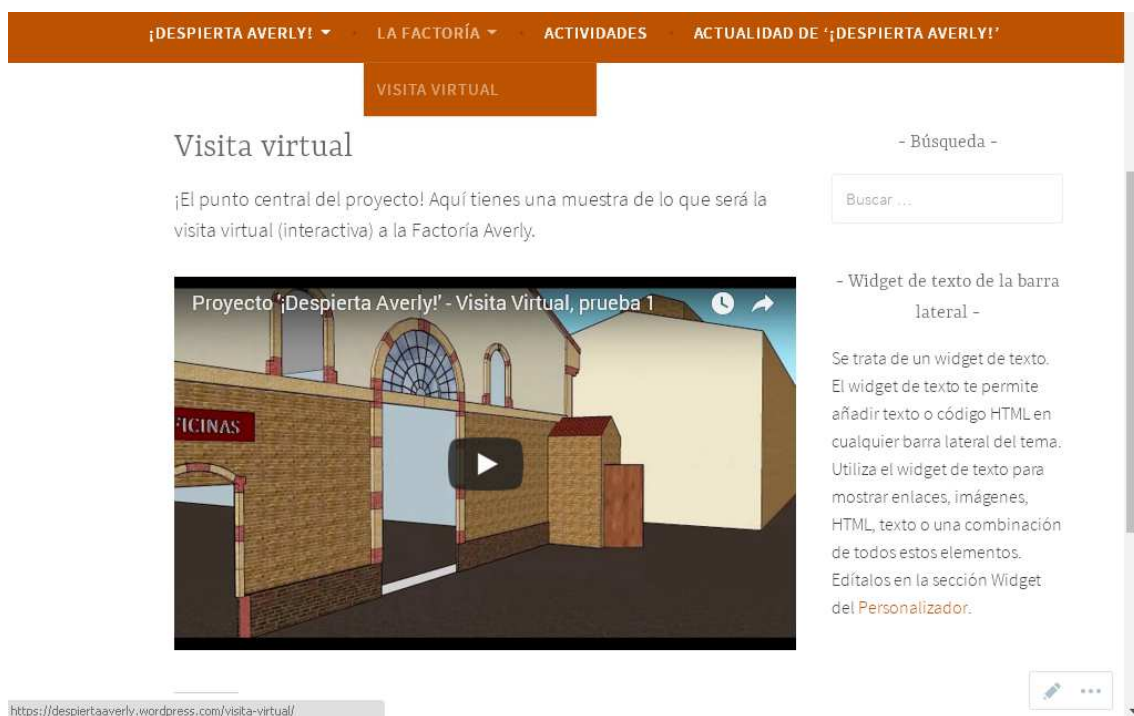 ¡DESPIERTA AVERLY! LA FACTORÍA ACTIVIDADES ACTUALIDAD DE ‘¡DESPIERTA AVERLY!’
VISITA VIRTUAL
Visita virtual
¡El punto central del proyecto! Aquí tienes una muestra de lo que será la
visita virtual (interactiva) a la Factoría Averly.
Proyecto '¡Despierta Averly!' - Visita Virtual, prueba 1
FICINAS
- Búsqueda -
Buscar …
- Widget de texto de la barra
lateral -
Se trata de un widget de texto.
El widget de texto te permite
añadir texto o código HTML en
cualquier barra lateral del tema.
Utiliza el widget de texto para
mostrar enlaces, imágenes,
HTML, texto o una combinación
de todos estos elementos.
Edítalos en la sección Widget
del Personalizador.
https://despiertaaverly.wordpress.com/visita-virtual/